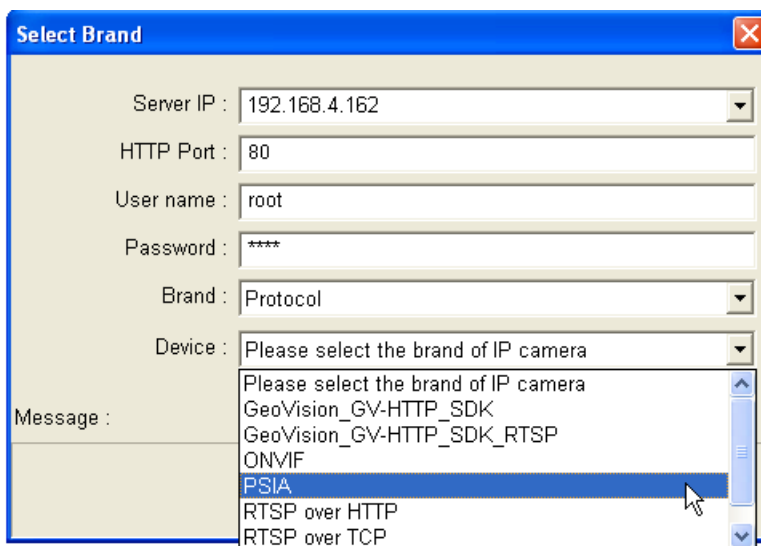 Select Brand
Server IP : 192.168.4.162
HTTP Port : 80
User name : root
Password : ****
Brand : Protocol
Device : Please select the brand of IP camera
Please select the brand of IP camera
GeoVision_GV-HTTP_SDK
Message :
GeoVision_GV-HTTP_SDK_RTSP
ONVIF
PSIA
RTSP over HTTP
RTSP over TCP